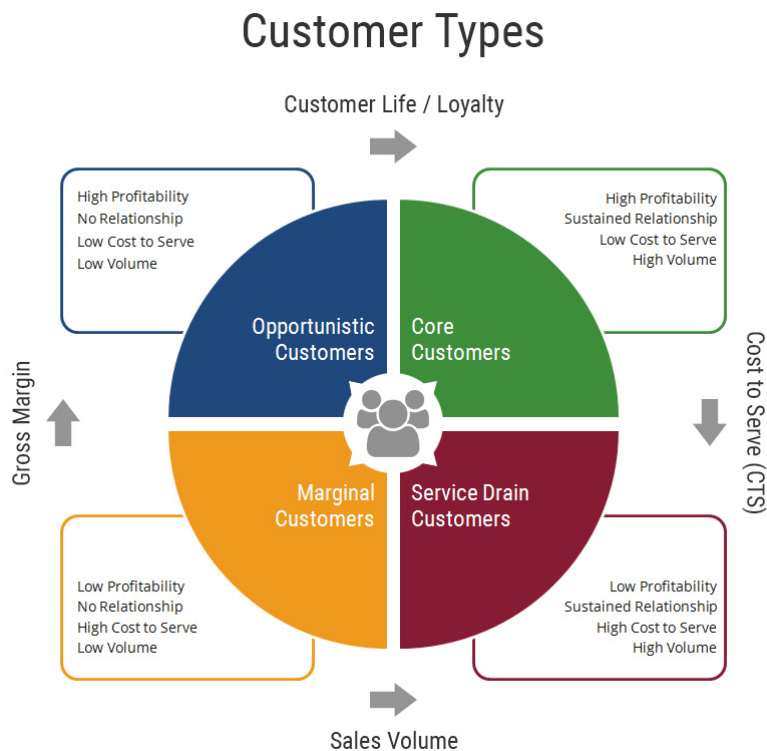 Customer Types
Customer Life / Loyalty
High Profitability
No Relationship
Low Cost to Serve
Low Volume
High Profitability
Sustained Relationship
Low Cost to Serve
High Volume
Opportunistic
Customers
Core
Customers
Gross Margin
Cost to Serve (CTS)
Marginal
Customers
Service Drain
Customers
Low Profitability
No Relationship
High Cost to Serve
Low Volume
Low Profitability
Sustained Relationship
High Cost to Serve
High Volume
Sales Volume